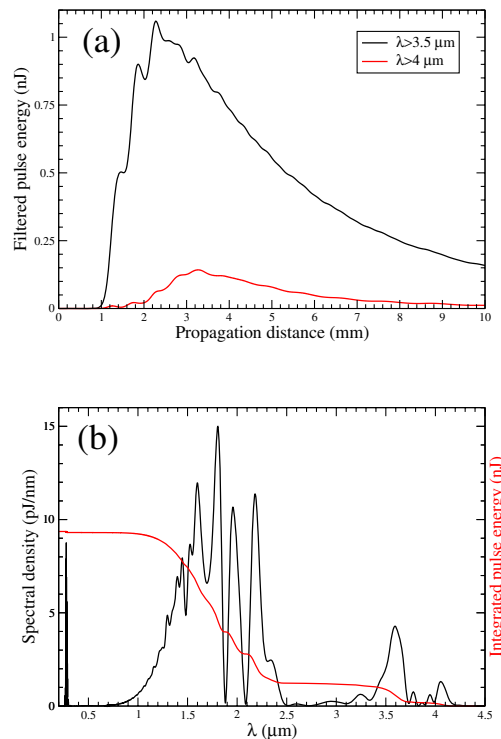 (a)
λ>3.5 μm
λ>4 μm
Filtered pulse energy (nJ)
1
0.75
0.5
0.25
0
0 1 2 3 4 5 6 7 8 9 10
Propagation distance (mm)
(b)
Spectral density (pJ/nm)
Integrated pulse energy (nJ)
15
10
5
0
0.5 1 1.5 2 2.5 3 3.5 4 4.5
λ (μm)